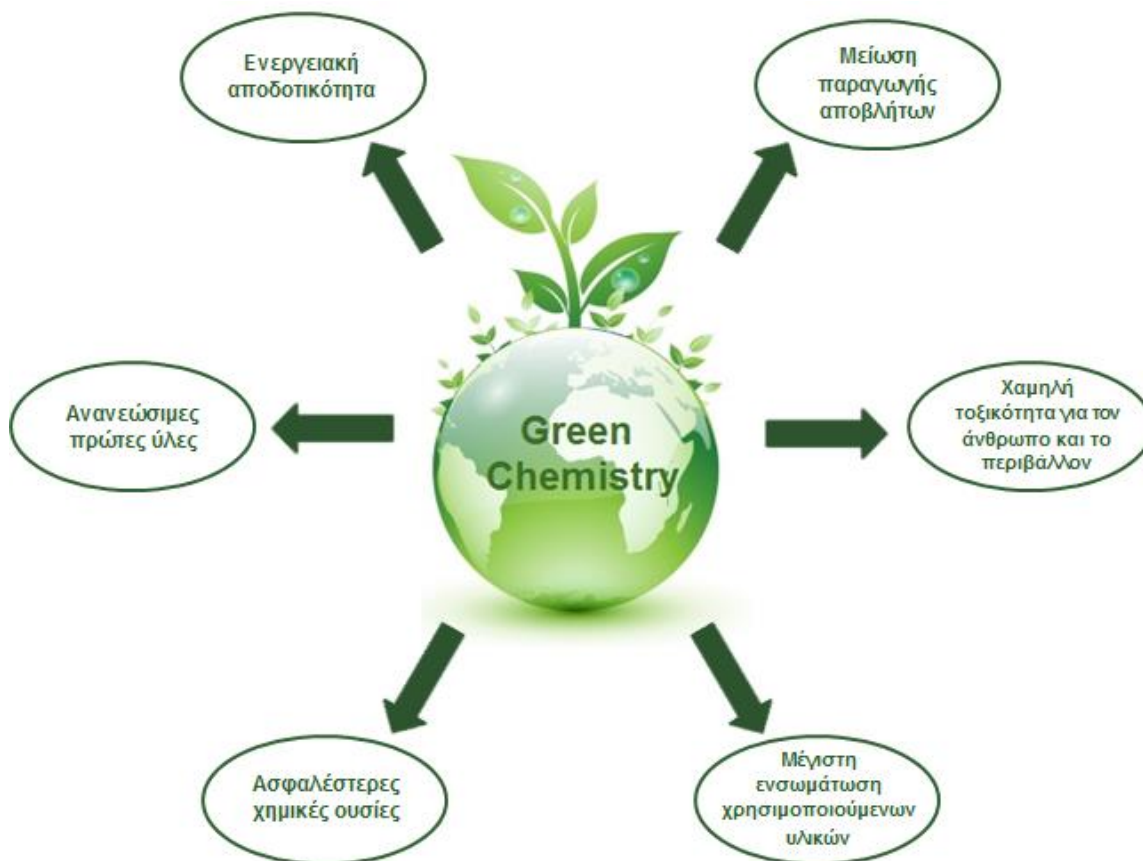 Ενεργειακή
αποδοτικότητα
Μείωση
παραγωγής
αποβλήτων
Ανανεώσιμες
πρώτες ύλες
Green
Chemistry
Χαμηλή
τοξικότητα για τον
άνθρωπο και το
περιβάλλον
Ασφαλέστερες
χημικές ουσίες
Μέγιστη
ενσωμάτωση
χρησιμοποιούμενων
υλικών